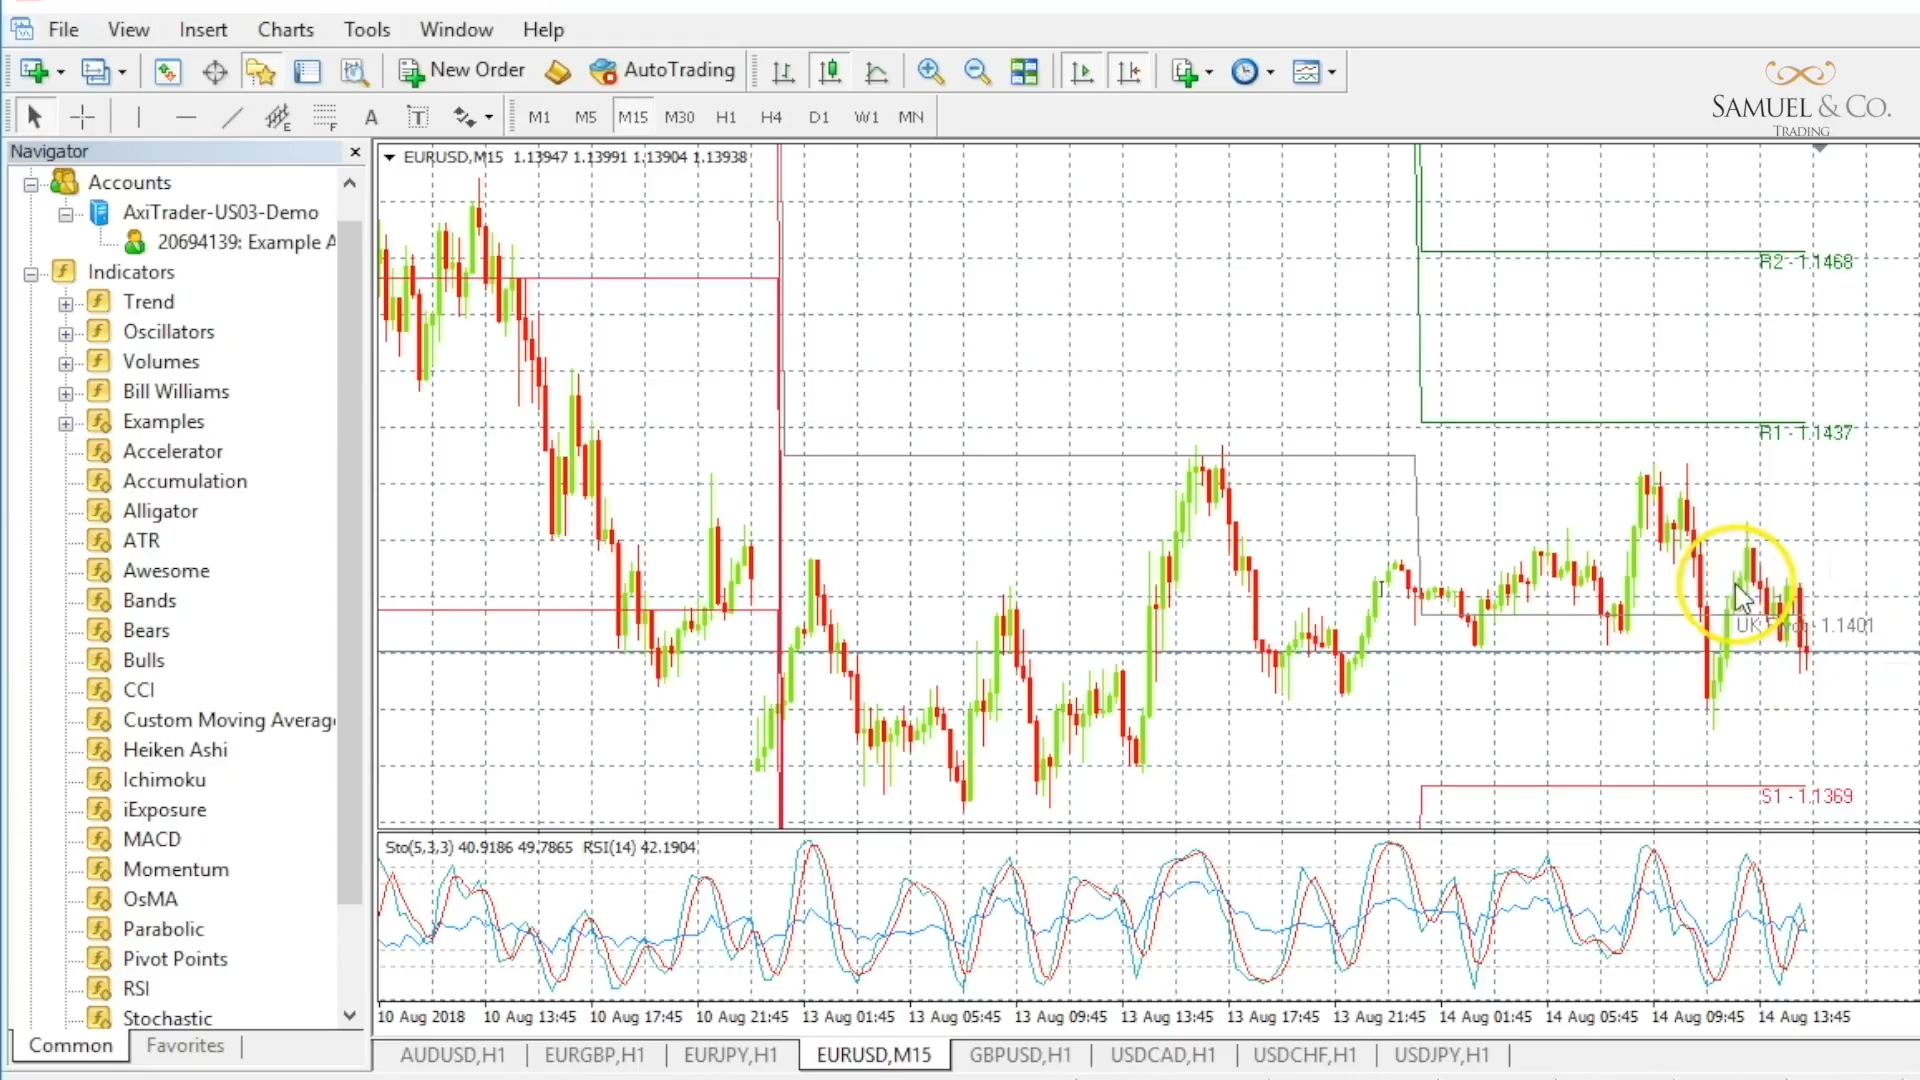 File View Insert Charts Tools Window Help
New Order AutoTrading
SAMUEL & CO.
TRADING
A T E F
M1 M5 M15 M30 H1 H4 D1 W1 MN
Navigator
Accounts
AxiTrader-US03-Demo
20694139: Example A
Indicators
Trend
Oscillators
Volumes
Bill Williams
Examples
Accelerator
Accumulation
Alligator
ATR
Awesome
Bands
Bears
Bulls
CCI
Custom Moving Averag
Heiken Ashi
Ichimoku
iExposure
MACD
Momentum
OsMA
Parabolic
Pivot Points
RSI
Stochastic
Common Favorites
EURUSD,M15 1.13947 1.13991 1.13904 1.13938
R2 - 1.1468
R1 - 1.1437
1.1401
S1 - 1.1369
Sto(5,3,3) 40.9186 49.7865 RSI(14) 42.1904
10 Aug 2018 10 Aug 13:45 10 Aug 17:45 10 Aug 21:45 13 Aug 01:45 13 Aug 05:45 13 Aug 09:45 13 Aug 13:45 13 Aug 17:45 13 Aug 21:45 14 Aug 01:45 14 Aug 05:45 14 Aug 09:45 14 Aug 13:45
AUDUSD,H1 EURGBP,H1 EURJPY,H1 EURUSD,M15 GBPUSD,H1 USDCAD,H1 USDCHF,H1 USDJPY,H1